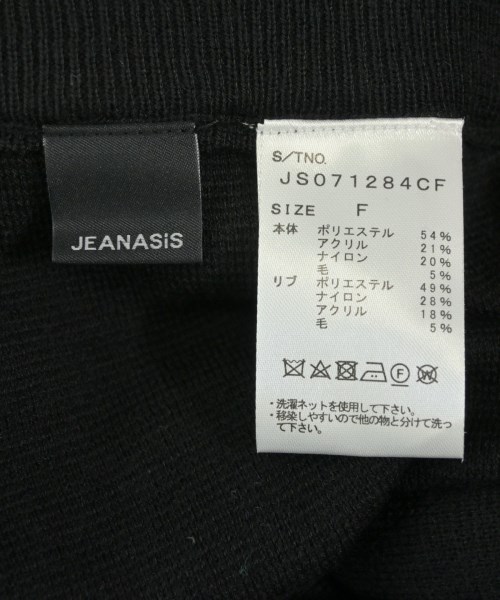 JEANASiS
S/TNO.
JS071284CF
SIZE F
本体 ポリエステル 54%
アクリル 21%
ナイロン 20%
毛 5%
リブ ポリエステル 49%
ナイロン 28%
アクリル 18%
毛 5%
F W
・洗濯ネットを使用して下さい。
・移染しやすいので他の物と分けて洗っ
て下さい。